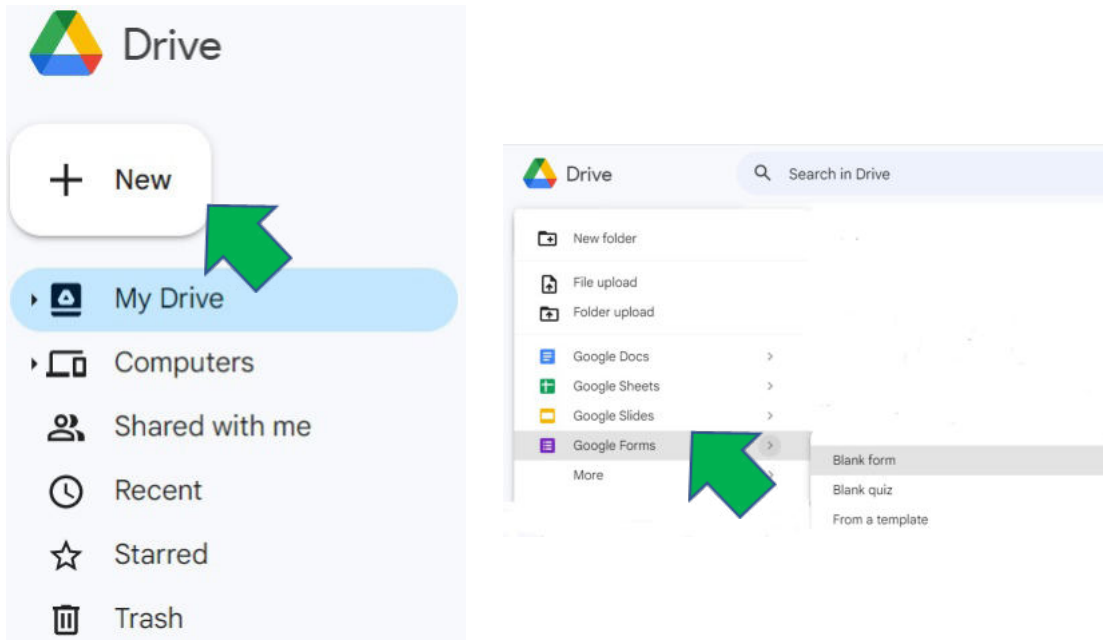 Drive
New
My Drive
Computers
Shared with me
Recent
Starred
Trash
Drive
Search in Drive
New folder
File upload
Folder upload
Google Docs
Google Sheets
Google Slides
Google Forms
More
Blank form
Blank quiz
From a template